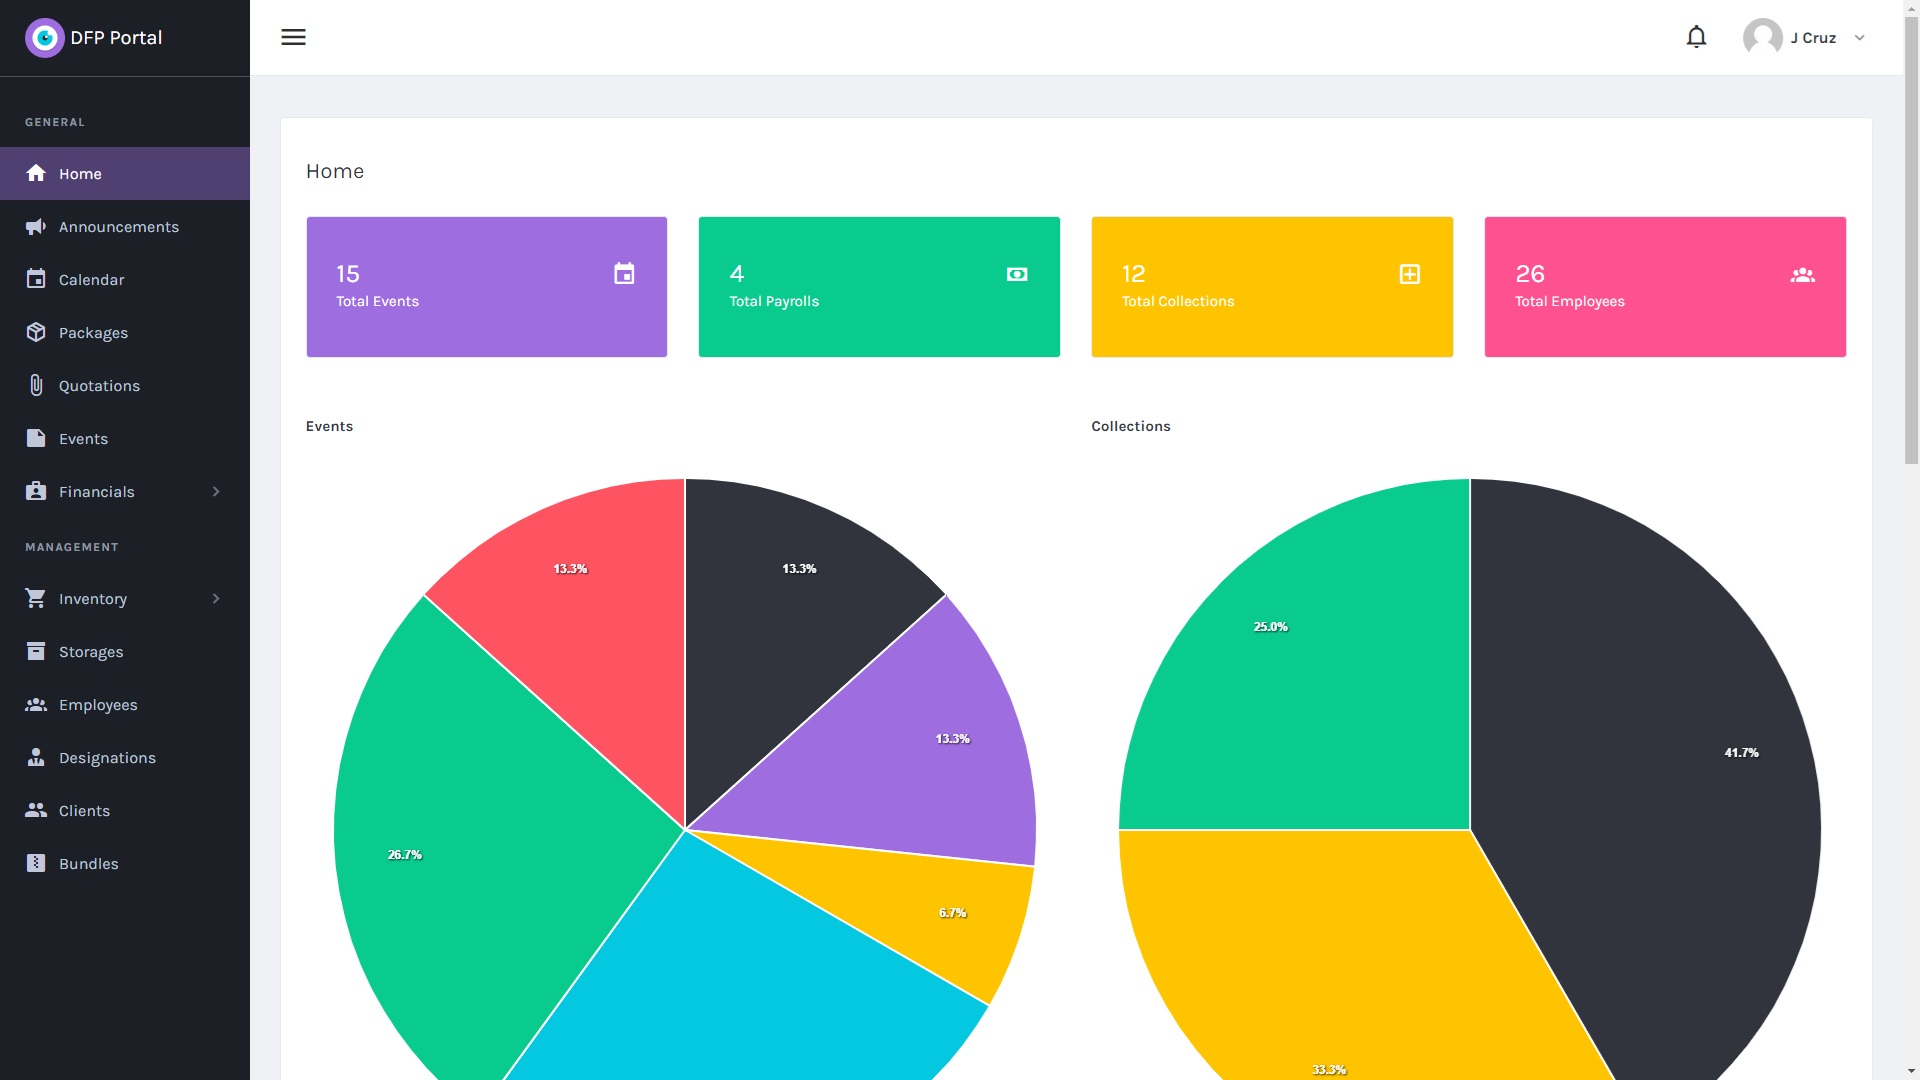 DFP Portal
J Cruz
GENERAL
Home
Announcements
Calendar
Packages
Quotations
Events
Financials
MANAGEMENT
Inventory
Storages
Employees
Designations
Clients
Bundles
Home
15
Total Events
4
Total Payrolls
12
Total Collections
26
Total Employees
Events
13.3%
13.3%
13.3%
26.7%
6.7%
Collections
25.0%
41.7%
33.3%